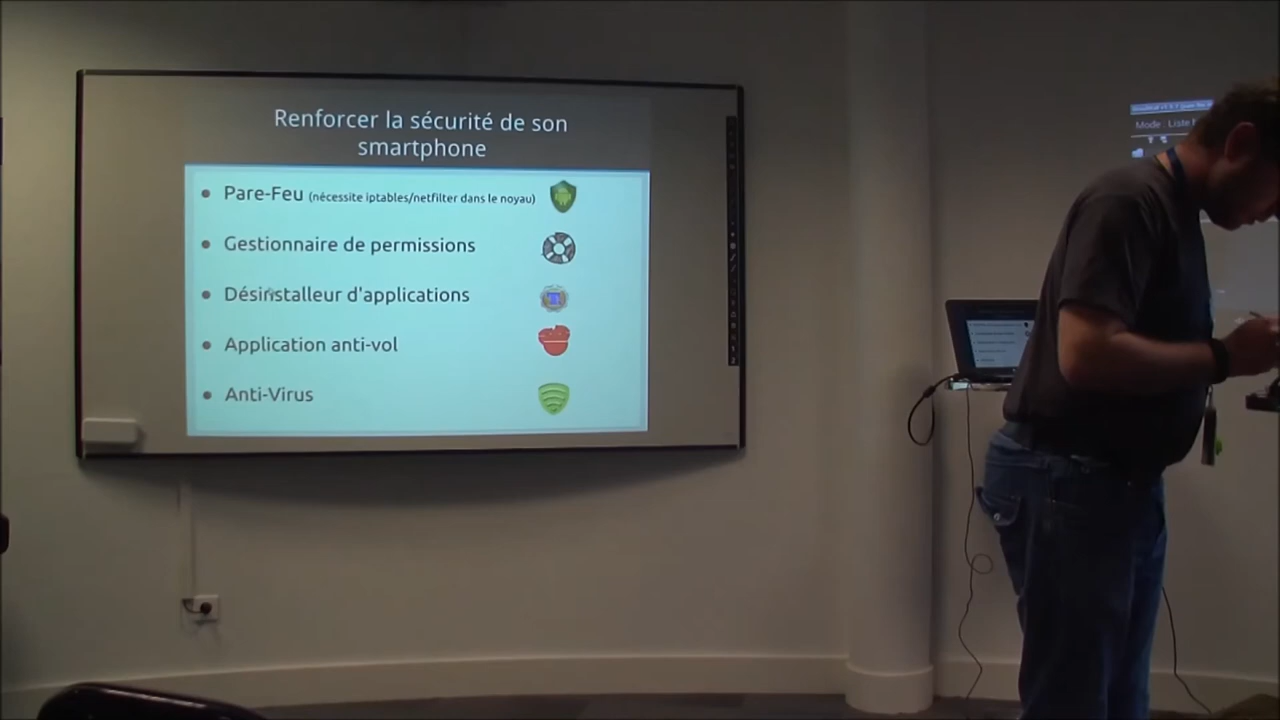 Renforcer la sécurité de son
smartphone
Pare-Feu (nécessite iptables/netfilter dans le noyau)
Gestionnaire de permissions
Désinstalleur d'applications
Application anti-vol
Anti-Virus
Mode : Liste